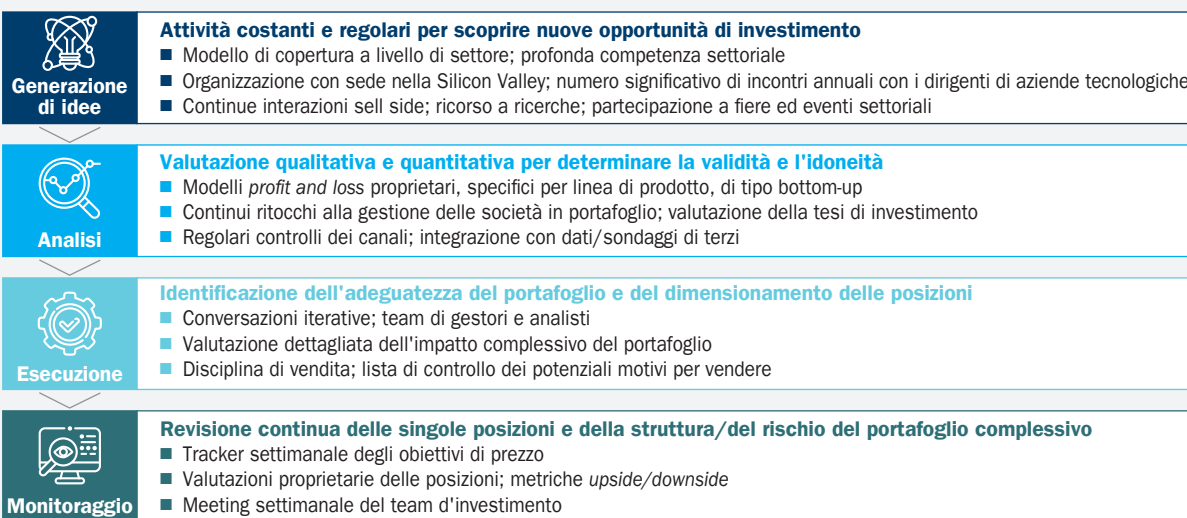 Generazione
di idee
Attività costanti e regolari per scoprire nuove opportunità di investimento
■ Modello di copertura a livello di settore; profonda competenza settoriale
■ Organizzazione con sede nella Silicon Valley; numero significativo di incontri annuali con i dirigenti di aziende tecnologiche
■ Continue interazioni sell side; ricorso a ricerche; partecipazione a fiere ed eventi settoriali
Analisi
Valutazione qualitativa e quantitativa per determinare la validità e l'idoneità
■ Modelli profit and loss proprietari, specifici per linea di prodotto, di tipo bottom-up
■ Continui ritocchi alla gestione delle società in portafoglio; valutazione della tesi di investimento
■ Regolari controlli dei canali; integrazione con dati/sondaggi di terzi
Esecuzione
Identificazione dell'adeguatezza del portafoglio e del dimensionamento delle posizioni
■ Conversazioni iterative; team di gestori e analisti
■ Valutazione dettagliata dell'impatto complessivo del portafoglio
■ Disciplina di vendita; lista di controllo dei potenziali motivi per vendere
Monitoraggio
Revisione continua delle singole posizioni e della struttura/del rischio del portafoglio complessivo
■ Tracker settimanale degli obiettivi di prezzo
■ Valutazioni proprietarie delle posizioni; metriche upside/downside
■ Meeting settimanale del team d'investimento